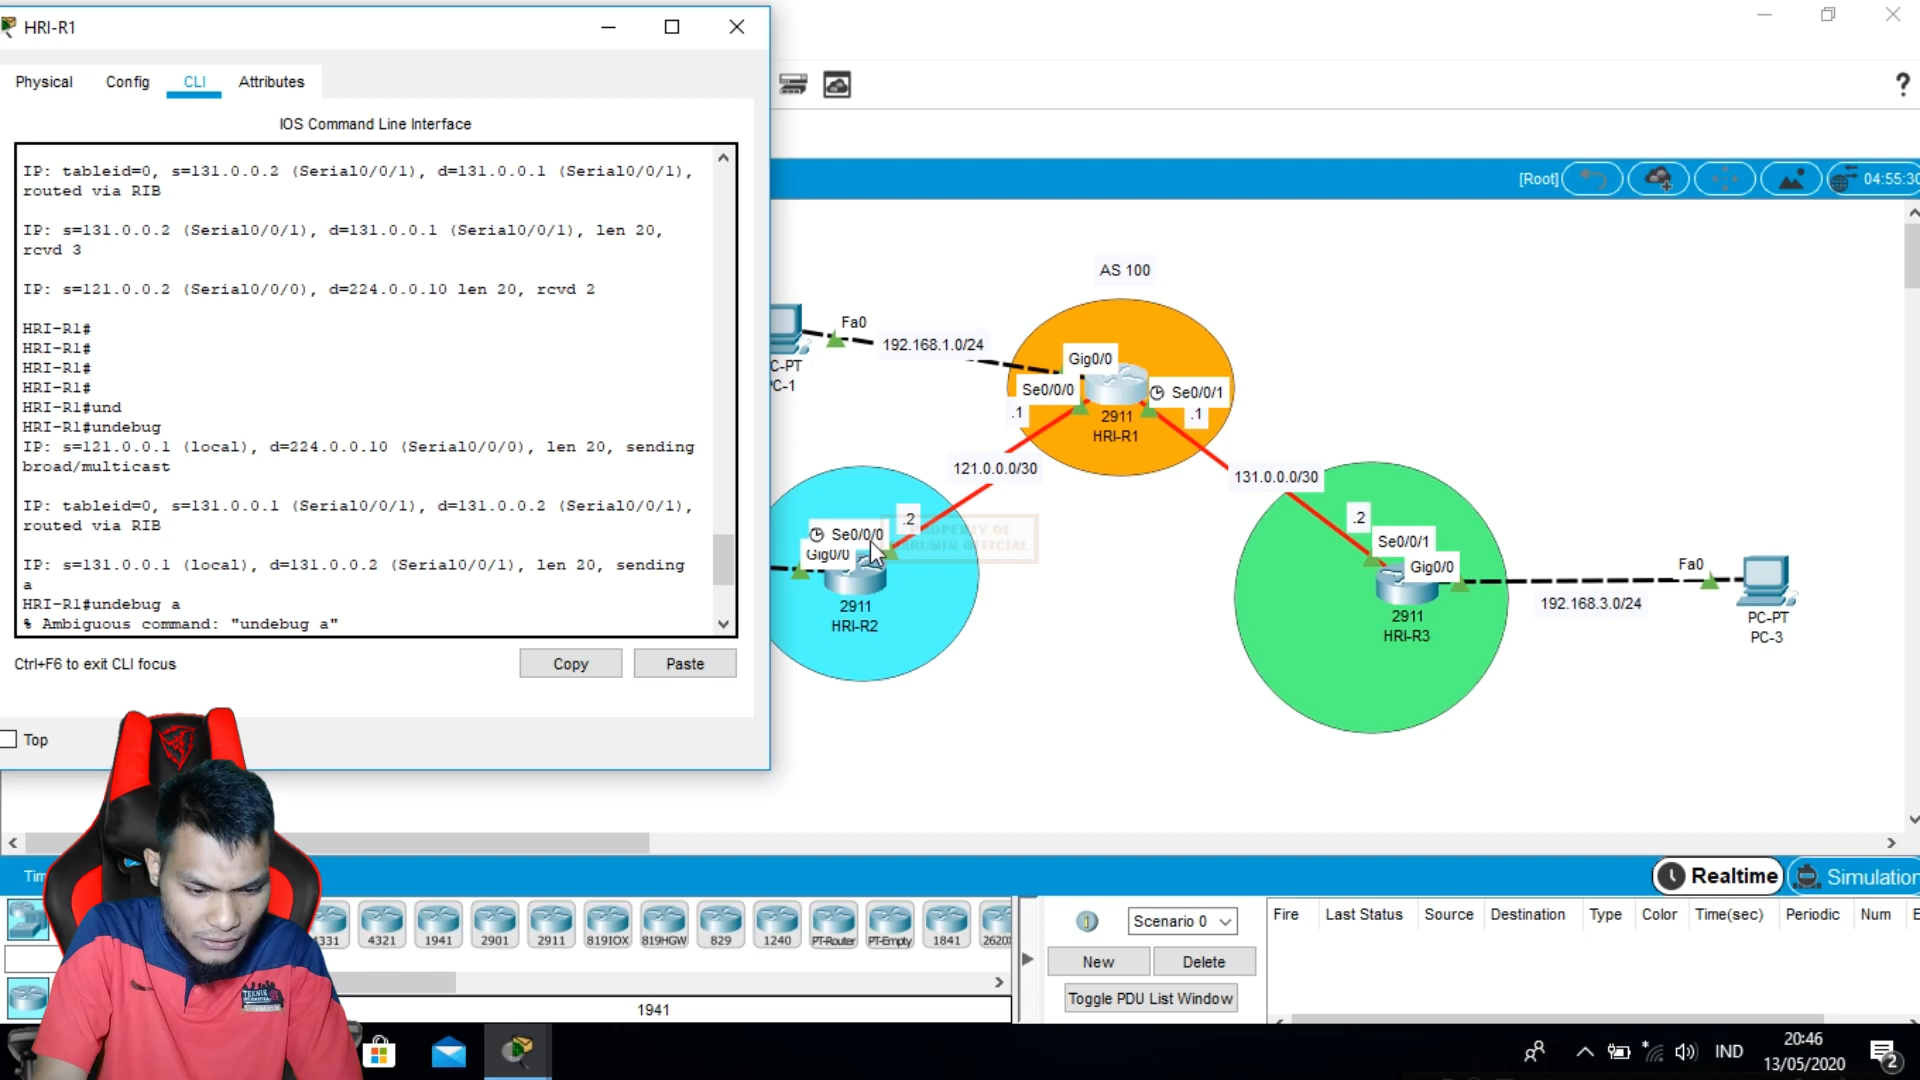 HRI-R1
Physical
Config
CLI
Attributes
IOS Command Line Interface
IP: tableid=0, s=131.0.0.2 (Serial0/0/1), d=131.0.0.1 (Serial0/0/1),
routed via RIB
IP: s=131.0.0.2 (Serial0/0/1), d=131.0.0.1 (Serial0/0/1), len 20,
rcvd 3
IP: s=121.0.0.2 (Serial0/0/0), d=224.0.0.10 len 20, rcvd 2
HRI-R1#
HRI-R1#
HRI-R1#
HRI-R1#
HRI-R1#und
HRI-R1#undebug
IP: s=121.0.0.1 (local), d=224.0.0.10 (Serial0/0/0), len 20, sending
broad/multicast
IP: tableid=0, s=131.0.0.1 (Serial0/0/1), d=131.0.0.2 (Serial0/0/1),
routed via RIB
IP: s=131.0.0.1 (local), d=131.0.0.2 (Serial0/0/1), len 20, sending
a
HRI-R1#undebug a
% Ambiguous command: "undebug a"
Ctrl+F6 to exit CLI focus
Copy
Paste
Top
?
[Root]
04:55:30
AS 100
Fa0
192.168.1.0/24
C-PT
C-1
Gig0/0
Se0/0/0
Se0/0/1
.1
.1
2911
HRI-R1
121.0.0.0/30
131.0.0.0/30
.2
Se0/0/0
Gig0/0
2911
HRI-R2
PROPERTY OF
OFFICIAL
.2
Se0/0/1
Gig0/0
2911
HRI-R3
Fa0
192.168.3.0/24
PC-PT
PC-3
Tim
Realtime
Simulation
4331
4321
1941
2901
2911
819IOX
819HGW
829
1240
PT-Router
PT-Empty
1841
2620X
1941
Scenario 0
New
Delete
Toggle PDU List Window
Fire
Last Status
Source
Destination
Type
Color
Time(sec)
Periodic
Num
E
TEKNIK
IND
20:46
13/05/2020
2